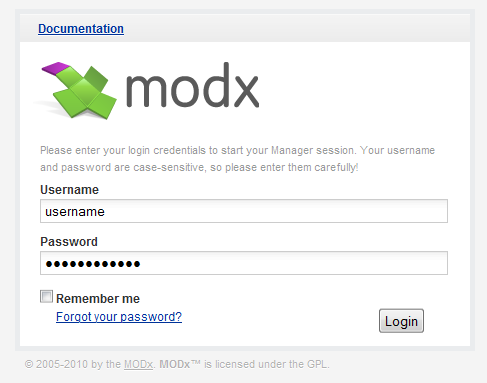 Documentation
modx
Please enter your login credentials to start your Manager session. Your username
and password are case-sensitive, so please enter them carefully!
Username
username
Password
●●●●●●●●●●●●
Remember me
Forgot your password?
Login
© 2005-2010 by the MODx. MODx™ is licensed under the GPL.